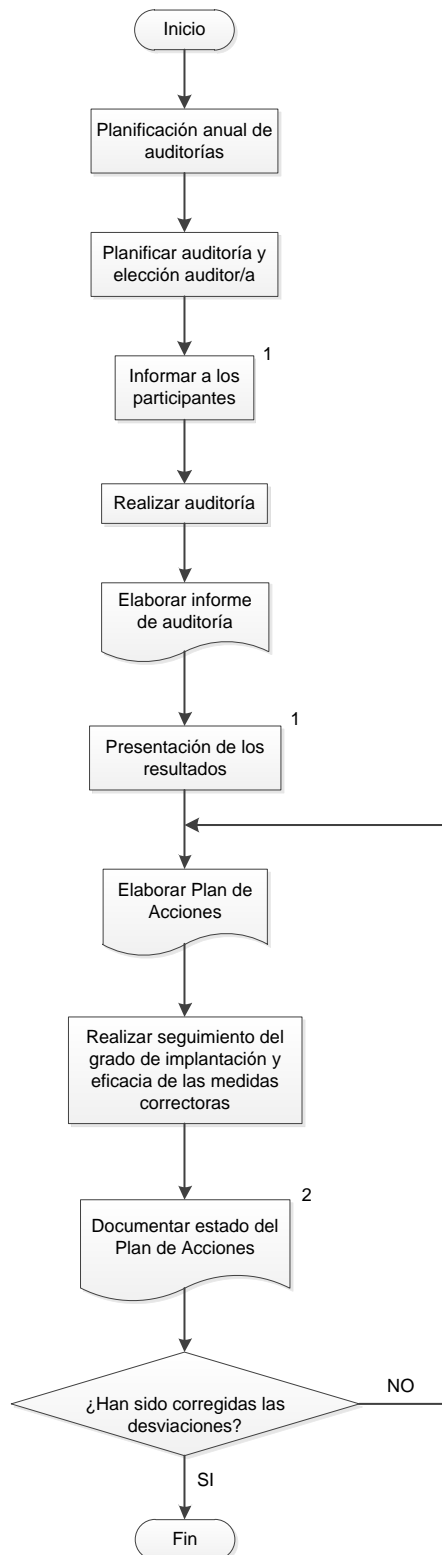 Inicio
Planificación anual de
auditorías
Planificar auditoría y
elección auditor/a
1
Informar a los
participantes
Realizar auditoría
Elaborar informe
de auditoría
1
Presentación de los
resultados
Elaborar Plan de
Acciones
Realizar seguimiento del
grado de implantación y
eficacia de las medidas
correctoras
2
Documentar estado del
Plan de Acciones
¿Han sido corregidas las
desviaciones?
NO
SI
Fin